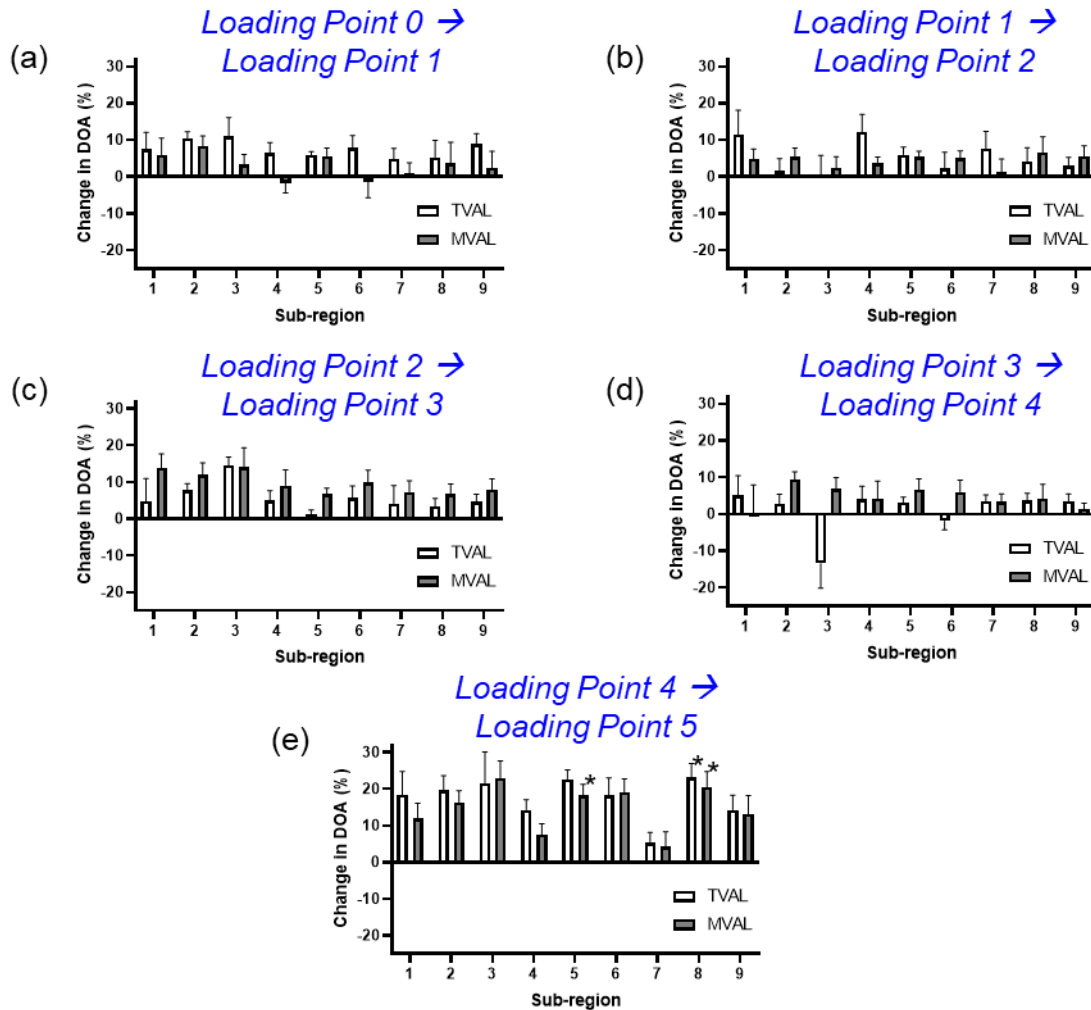 (a)
Loading Point 0 →
Loading Point 1
Change in DOA (%)
30
20
10
0
-10
-20
TVAL
MVAL
1 2 3 4 5 6 7 8 9
Sub-region
(b)
Loading Point 1 →
Loading Point 2
Change in DOA (%)
30
20
10
0
-10
-20
TVAL
MVAL
1 2 3 4 5 6 7 8 9
Sub-region
(c)
Loading Point 2 →
Loading Point 3
Change in DOA (%)
30
20
10
0
-10
-20
TVAL
MVAL
1 2 3 4 5 6 7 8 9
Sub-region
(d)
Loading Point 3 →
Loading Point 4
Change in DOA (%)
30
20
10
0
-10
-20
TVAL
MVAL
1 2 3 4 5 6 7 8 9
Sub-region
(e)
Loading Point 4 →
Loading Point 5
Change in DOA (%)
30
20
10
0
-10
-20
* * *
TVAL
MVAL
1 2 3 4 5 6 7 8 9
Sub-region